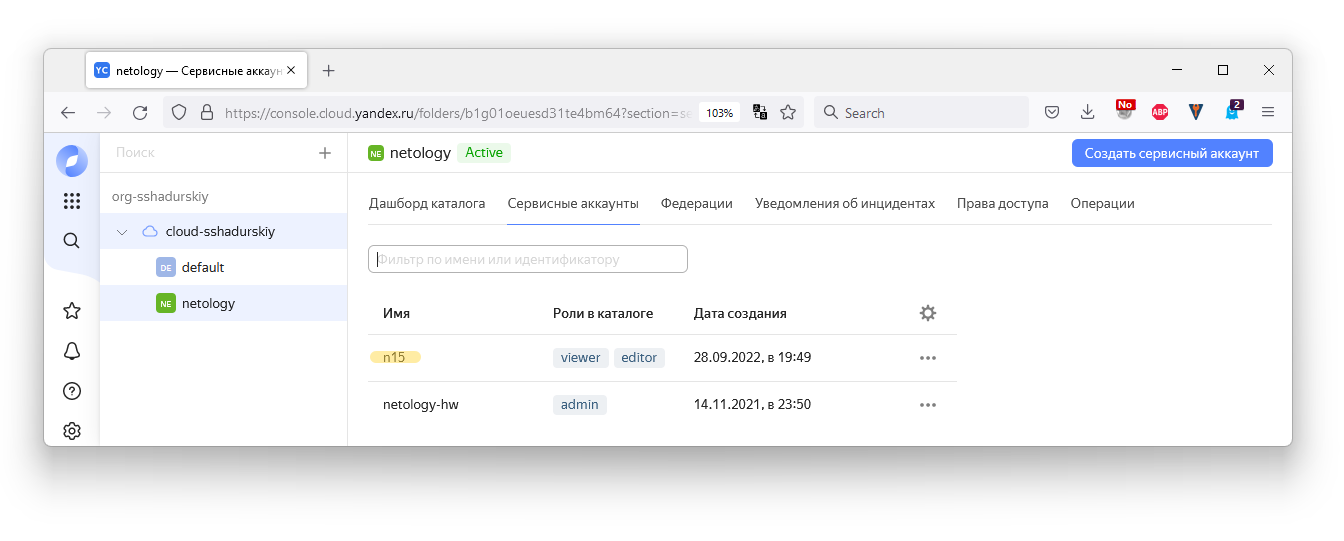 YC netology — Сервисные аккаун
https://console.cloud.yandex.ru/folders/b1g01oeuesd31te4bm64?section=se 103% Search No ABP 2
Поиск
NE netology Active Создать сервисный аккаунт
org-sshadurskiy
Дашборд каталога Сервисные аккаунты Федерации Уведомления об инцидентах Права доступа Операции
cloud-sshadurskiy
DE default
Фильтр по имени или идентификатору
NE netology
Имя Роли в каталоге Дата создания
n15 viewer editor 28.09.2022, в 19:49
netology-hw admin 14.11.2021, в 23:50